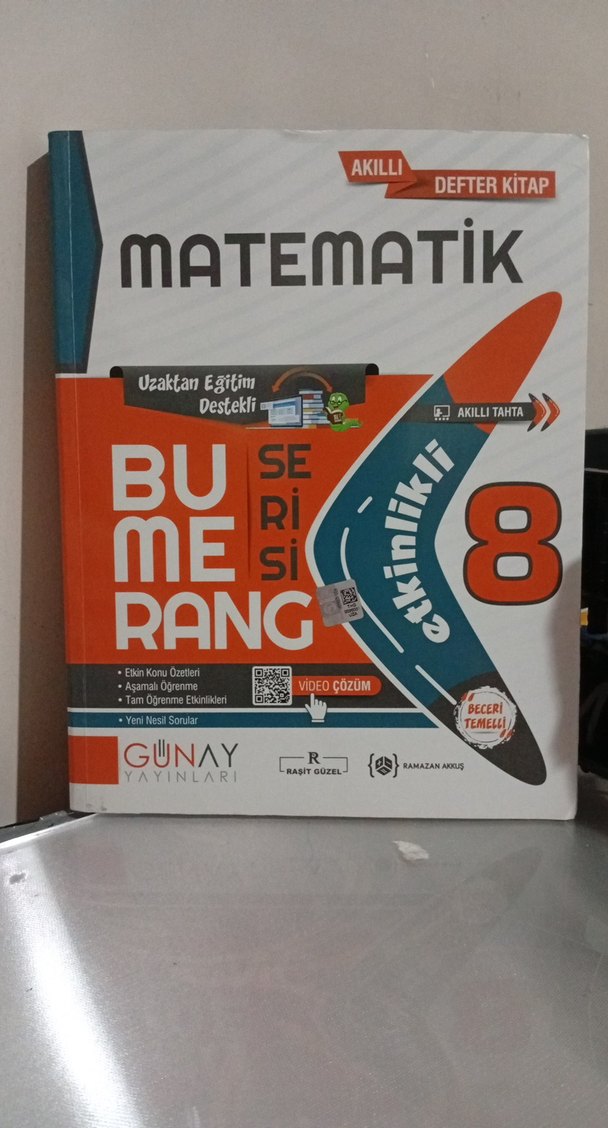 AKILLI
DEFTER KİTAP
MATEMATİK
Uzaktan Eğitim
Destekli
AKILLI TAHTA
BU
ME
RANG
SE
Rİ
Sİ
etkinlikli
8
• Etkin Konu Özetleri
• Aşamalı Öğrenme
• Tam Öğrenme Etkinlikleri
• Yeni Nesil Sorular
VİDEO ÇÖZÜM
BECERİ
TEMELLİ
GÜNAY
YAYINLARI
R
RAŞİT GÜZEL
RAMAZAN AKKUŞ